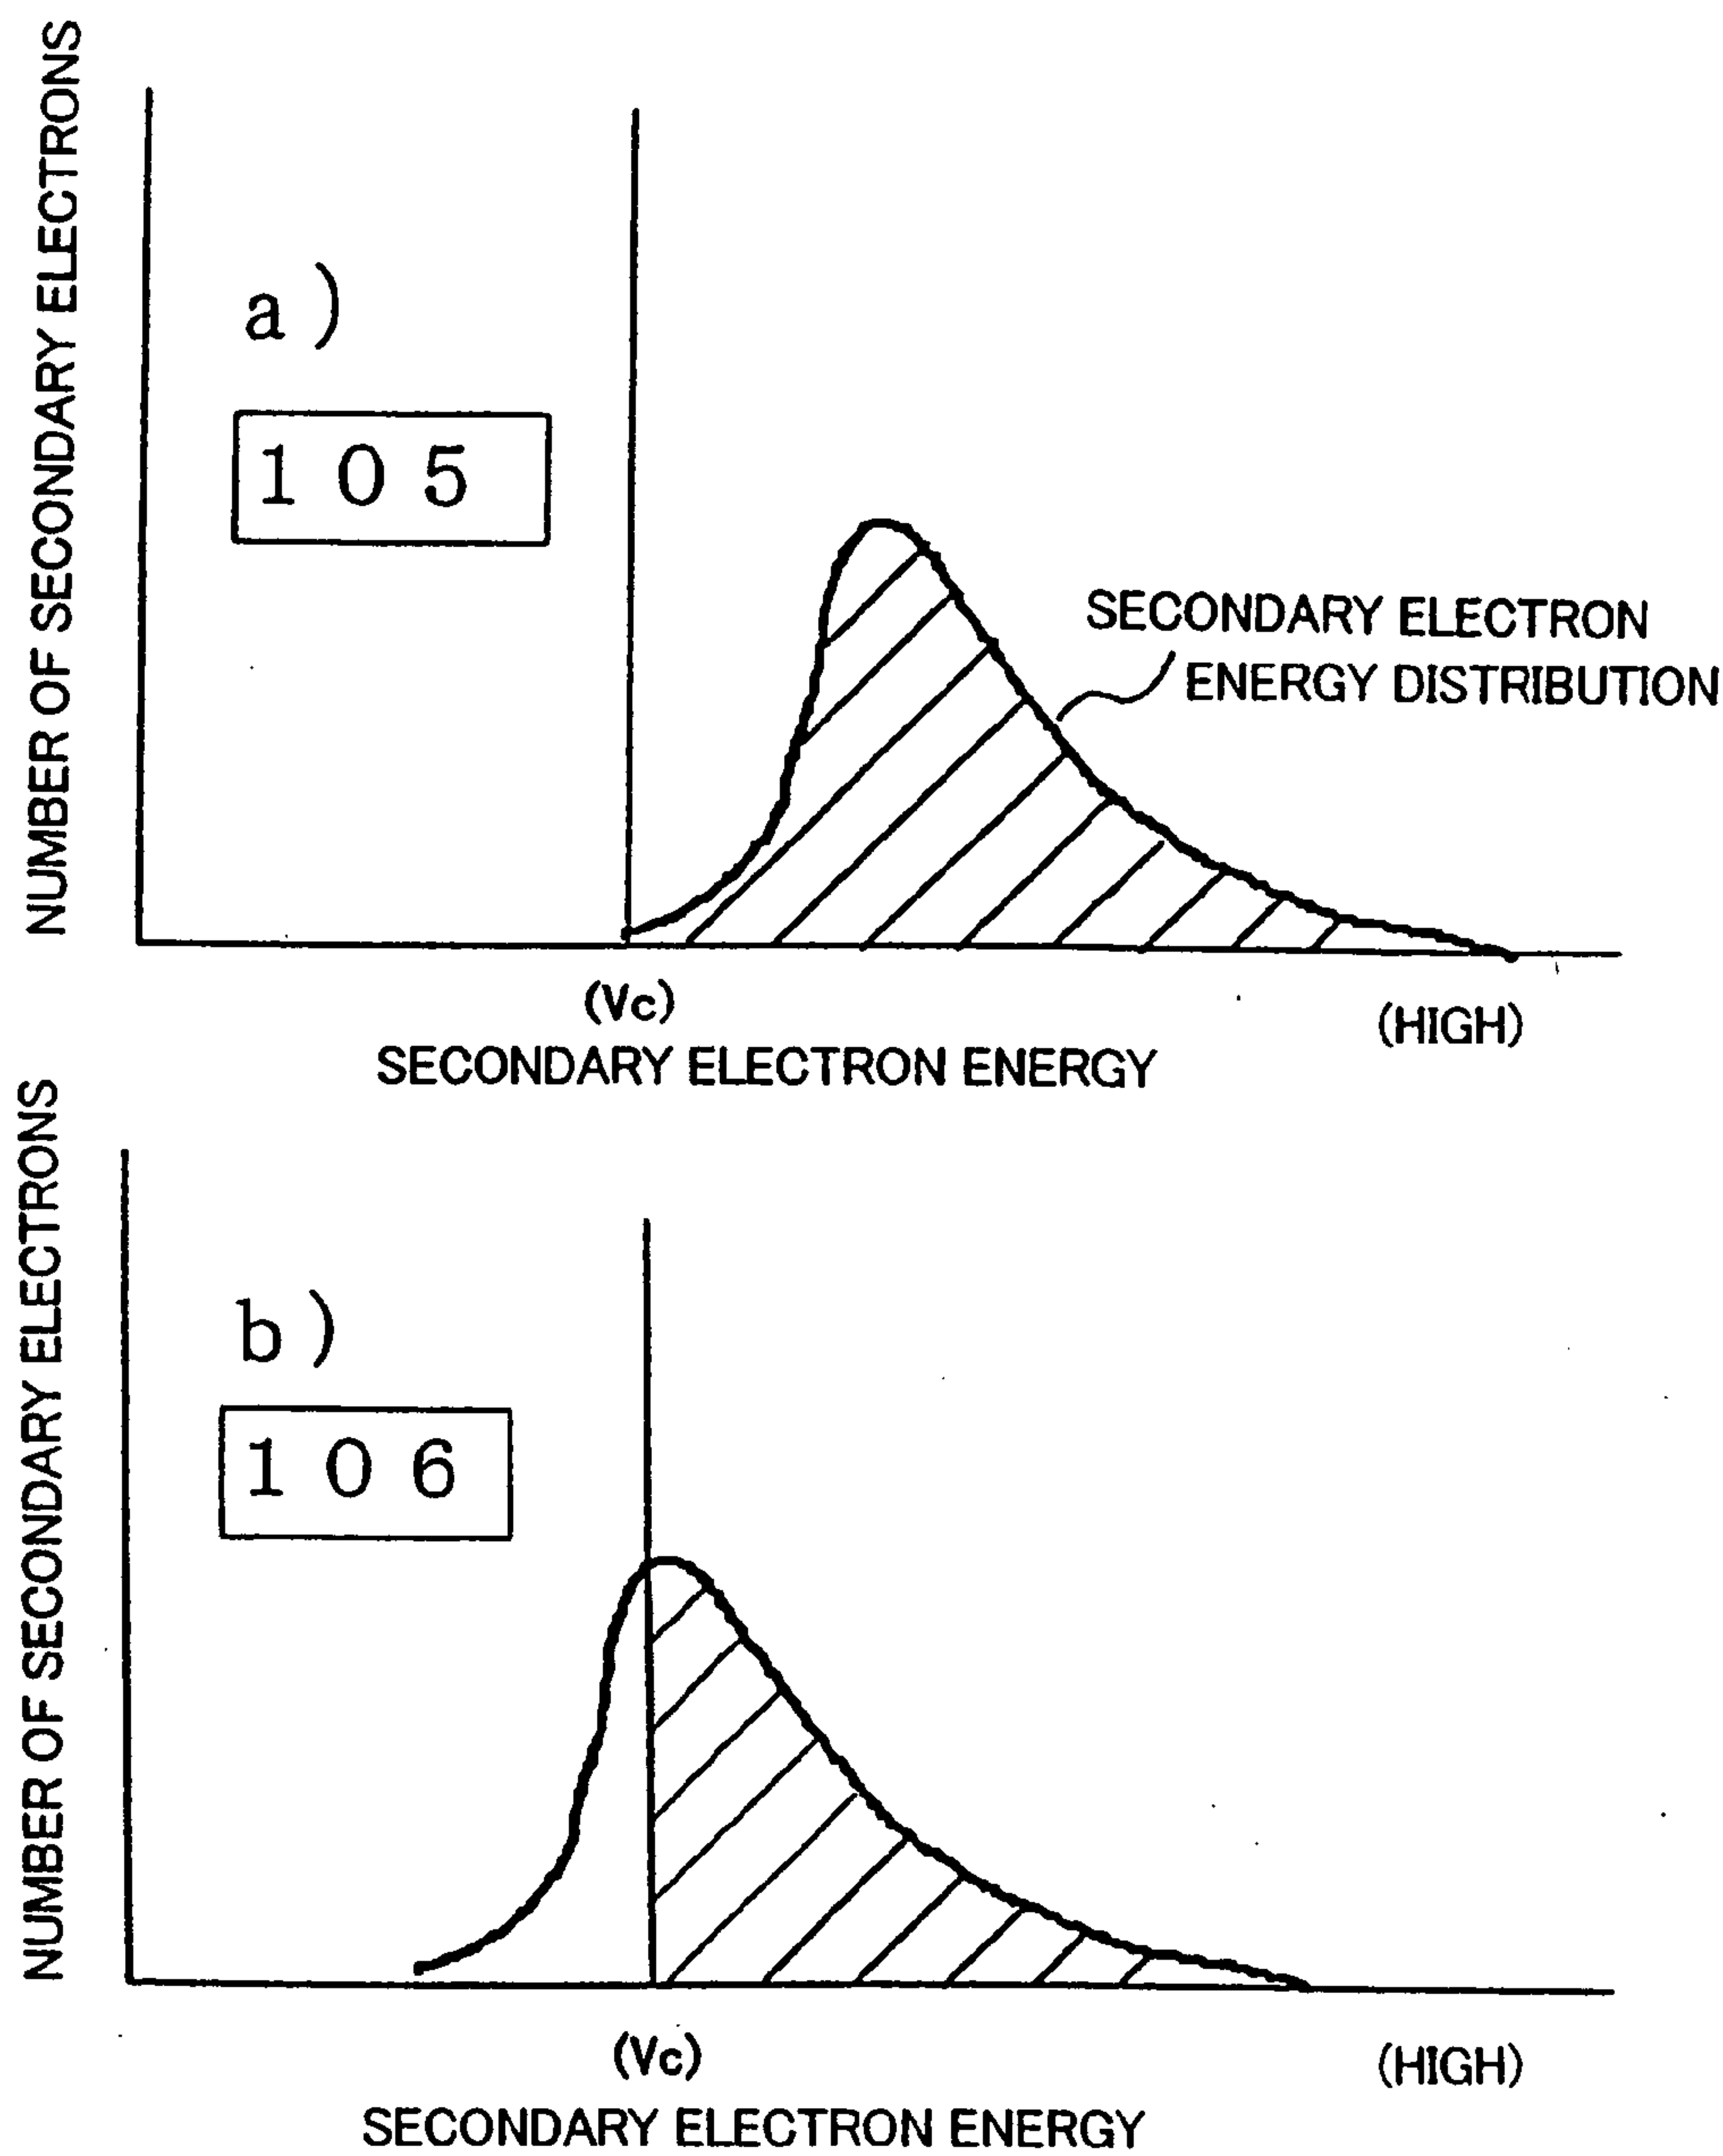 NUMBER OF SECONDARY ELECTRONS
a)
105
SECONDARY ELECTRON
ENERGY DISTRIBUTION
(Vc)
(HIGH)
SECONDARY ELECTRON ENERGY
NUMBER OF SECONDARY ELECTRONS
b)
106
(Vc)
(HIGH)
SECONDARY ELECTRON ENERGY